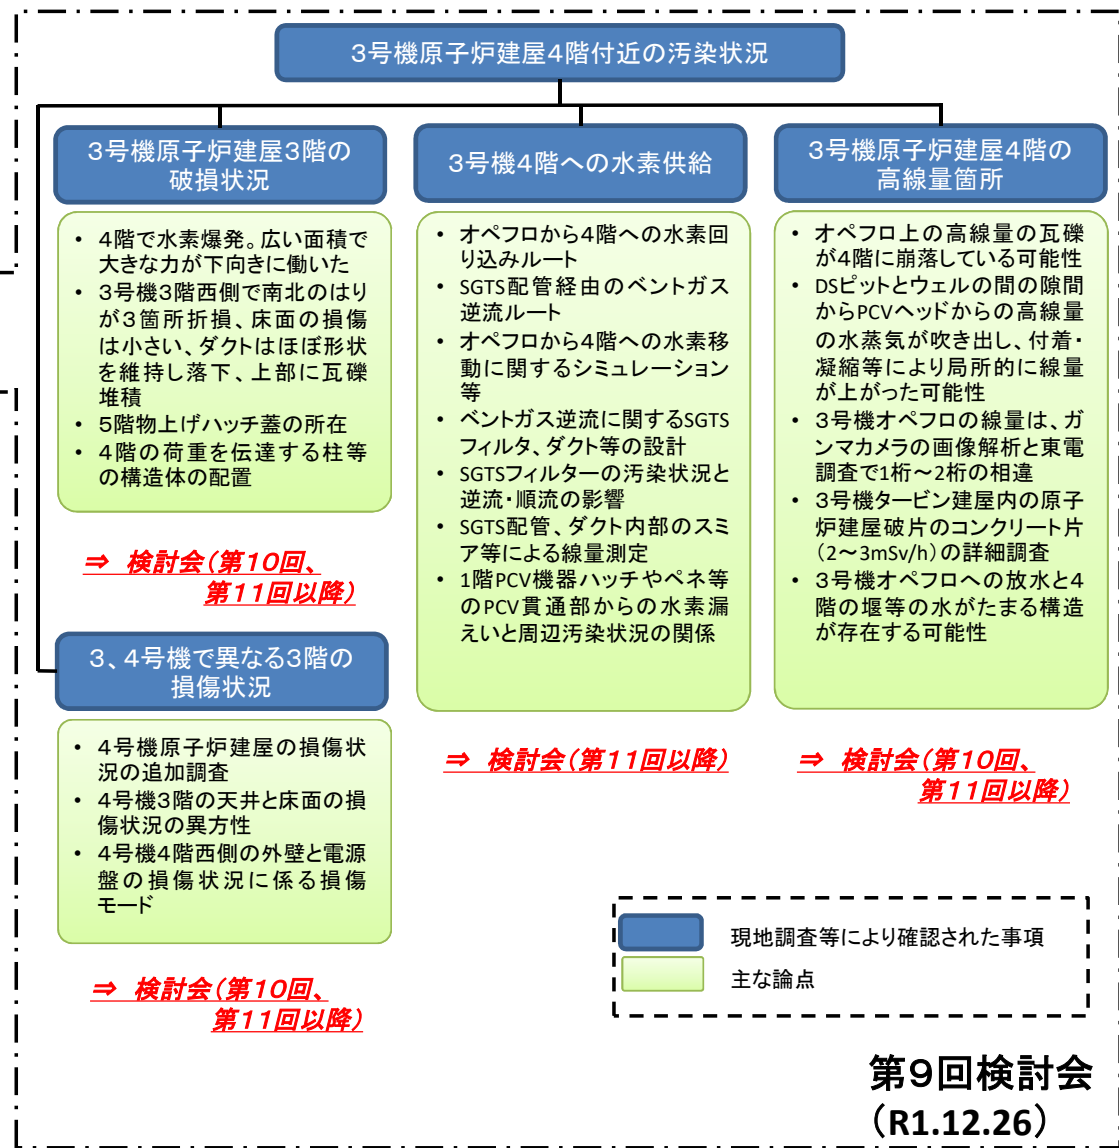 3号機原子炉建屋4階付近の汚染状況
3号機原子炉建屋3階の
破損状況
• 4階で水素爆発。広い面積で
大きな力が下向きに働いた
• 3号機3階西側で南北のはり
が3箇所折損、床面の損傷
は小さい、ダクトはほぼ形状
を維持し落下、上部に瓦礫
堆積
• 5階物上げハッチ蓋の所在
• 4階の荷重を伝達する柱等
の構造体の配置
⇒ 検討会(第10回、
第11回以降)
3、4号機で異なる3階の
損傷状況
• 4号機原子炉建屋の損傷状
況の追加調査
• 4号機3階の天井と床面の損
傷状況の異方性
• 4号機4階西側の外壁と電源
盤の損傷状況に係る損傷
モード
⇒ 検討会(第10回、
第11回以降)
3号機4階への水素供給
• オペフロから4階への水素回
り込みルート
• SGTS配管経由のベントガス
逆流ルート
• オペフロから4階への水素移
動に関するシミュレーション
等
• ベントガス逆流に関するSGTS
フィルタ、ダクト等の設計
• SGTSフィルターの汚染状況と
逆流・順流の影響
• SGTS配管、ダクト内部のスミ
ア等による線量測定
• 1階PCV機器ハッチやペネ等
のPCV貫通部からの水素漏
えいと周辺汚染状況の関係
⇒ 検討会(第11回以降)
3号機原子炉建屋4階の
高線量箇所
• オペフロ上の高線量の瓦礫
が4階に崩落している可能性
• DSピットとウェルの間の隙間
からPCVヘッドからの高線量
の水蒸気が吹き出し、付着・
凝縮等により局所的に線量
が上がった可能性
• 3号機オペフロの線量は、ガ
ンマカメラの画像解析と東電
調査で1桁~2桁の相違
• 3号機タービン建屋内の原子
炉建屋破片のコンクリート片
(2~3mSv/h)の詳細調査
• 3号機オペフロへの放水と4
階の堰等の水がたまる構造
が存在する可能性
⇒ 検討会(第10回、
第11回以降)
現地調査等により確認された事項
主な論点
第9回検討会
(R1.12.26)